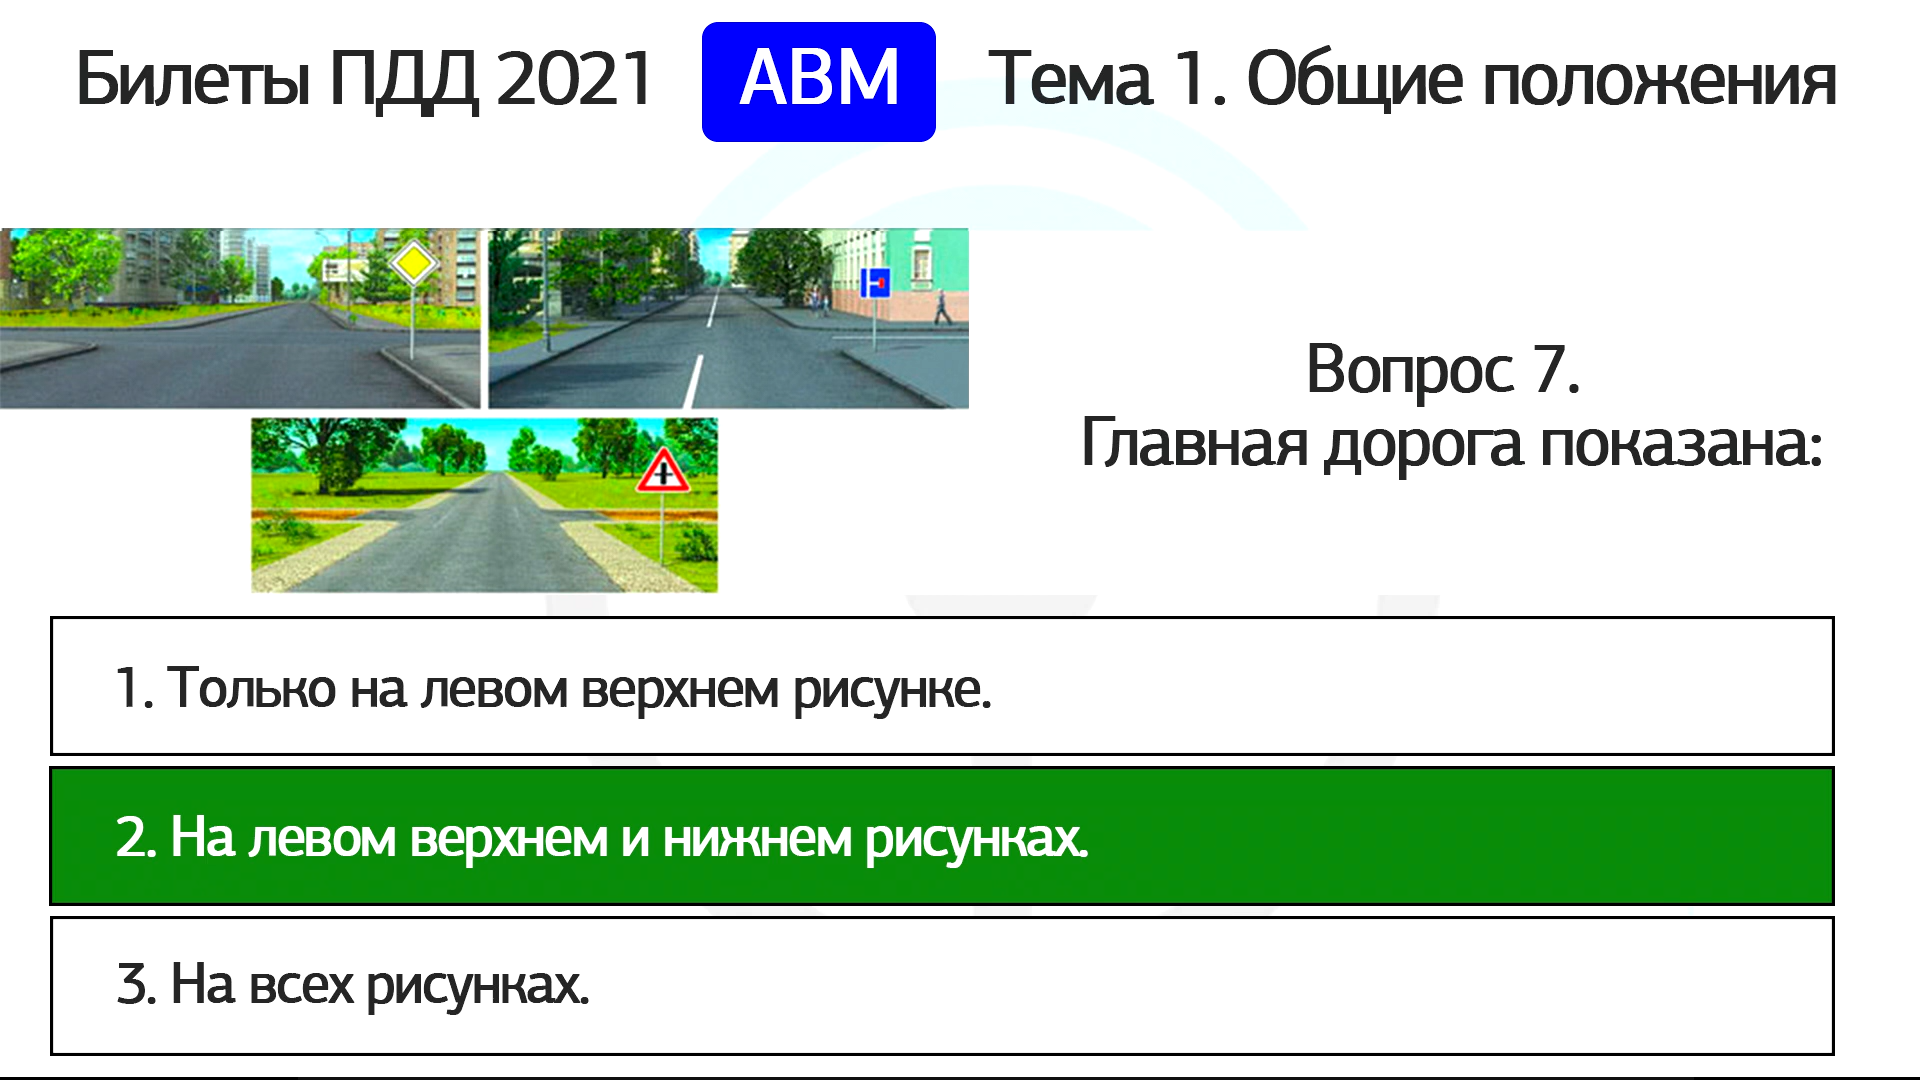 Билеты ПДД 2021 ABM Тема 1. Общие положения
Вопрос 7.
Главная дорога показана:
1. Только на левом верхнем рисунке.
2. На левом верхнем и нижнем рисунках.
3. На всех рисунках.